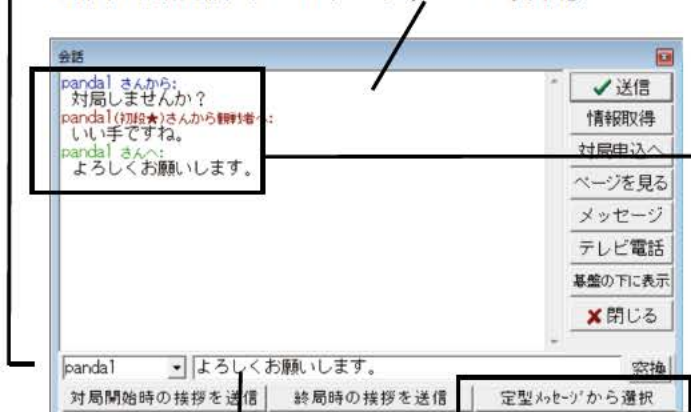 会話
panda1 さんから:
対局しませんか？
panda1(初段★)さんから観戦者へ:
いい手ですね。
panda1 さんへ:
よろしくお願いします。
送信
情報取得
対局申込へ
ページを見る
メッセージ
テレビ電話
碁盤の下に表示
閉じる
panda1 よろしくお願いします。 窓換
対局開始時の挨拶を送信 終局時の挨拶を送信 定型メッセージから選択